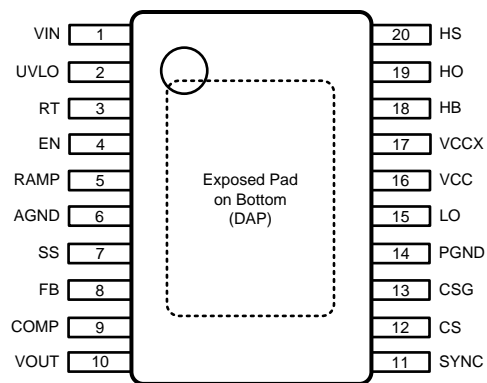 VIN 1
UVLO 2
RT 3
EN 4
RAMP 5
AGND 6
SS 7
FB 8
COMP 9
VOUT 10
Exposed Pad
on Bottom
(DAP)
20 HS
19 HO
18 HB
17 VCCX
16 VCC
15 LO
14 PGND
13 CSG
12 CS
11 SYNC